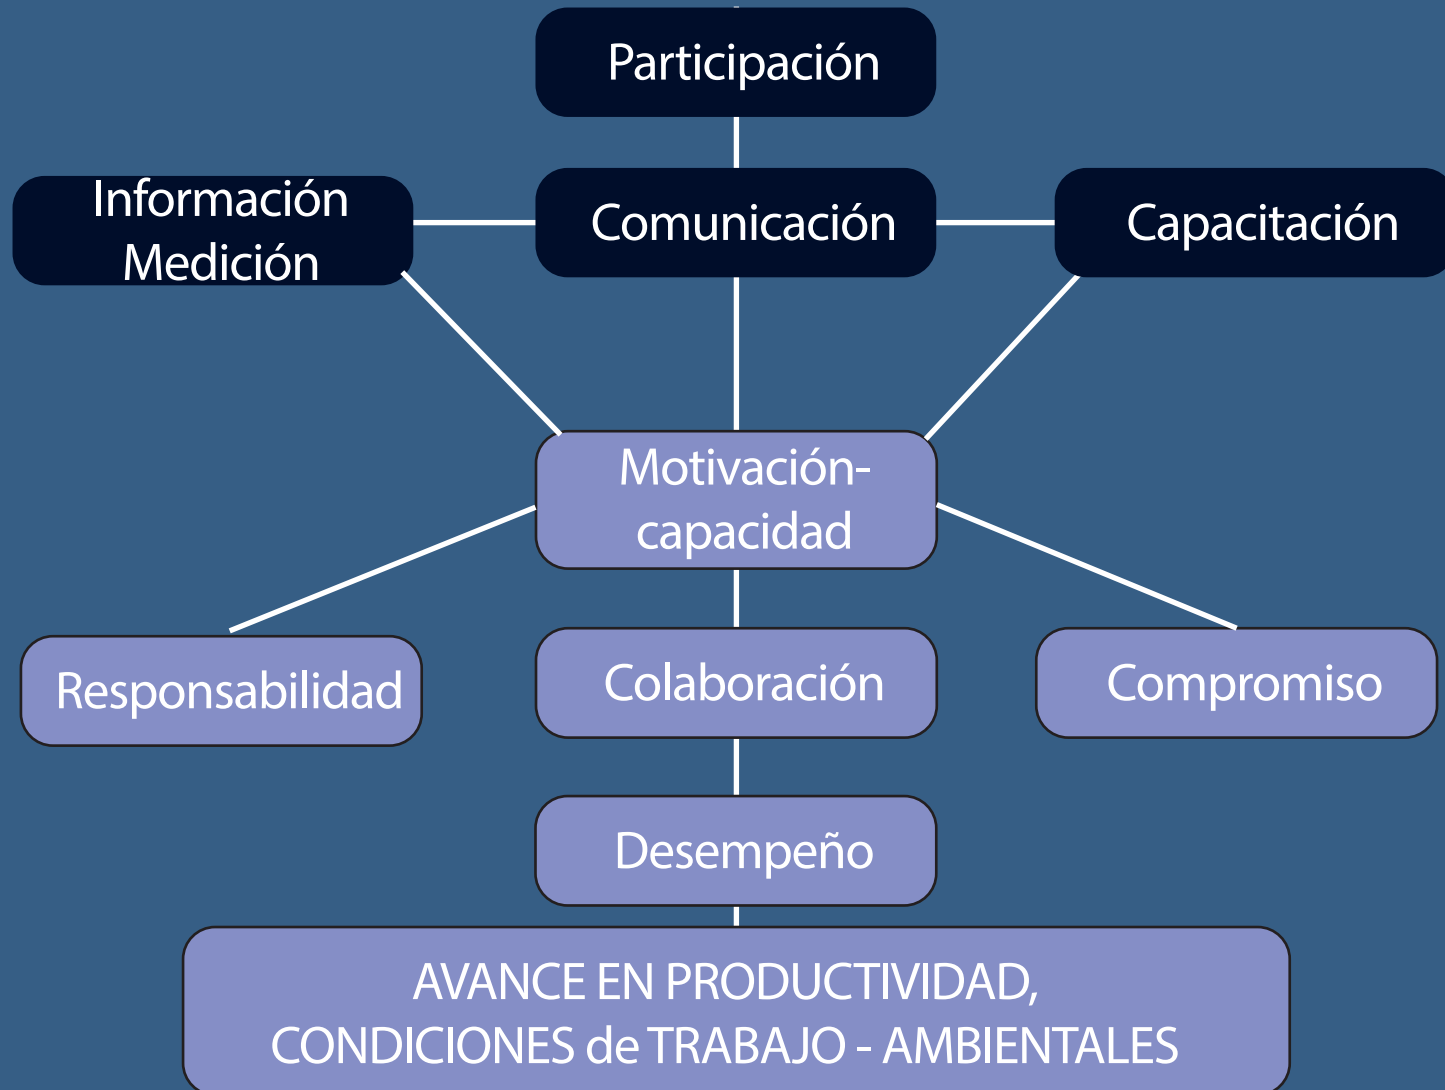 Participación
Información
Medición
Comunicación
Capacitación
Motivación-
capacidad
Responsabilidad
Colaboración
Compromiso
Desempeño
AVANCE EN PRODUCTIVIDAD,
CONDICIONES de TRABAJO - AMBIENTALES